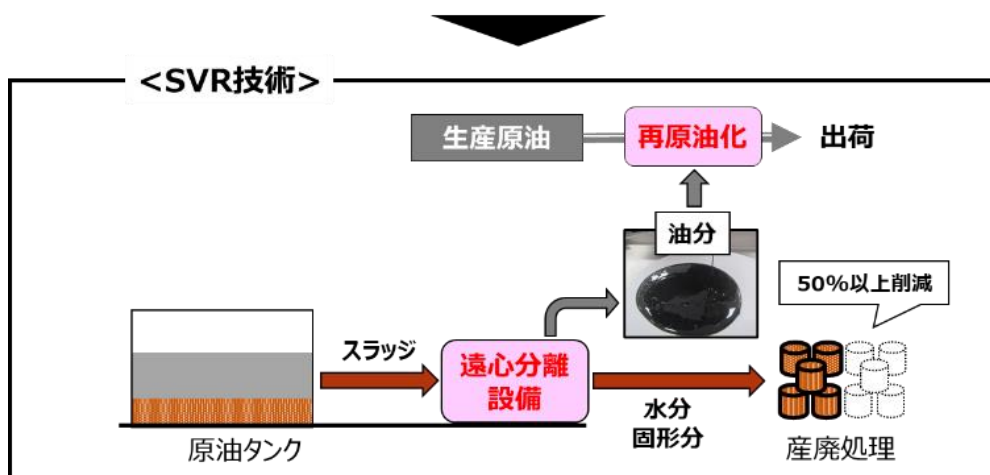 <SVR技術>
生産原油
再原油化
出荷
油分
50%以上削減
スラッジ
遠心分離
設備
水分
固形分
原油タンク
産廃処理